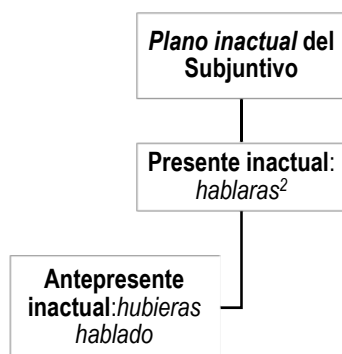 Plano inactual del
Subjuntivo
Presente inactual:
hablaras²
Antepresente
inactual:hubieras
hablado